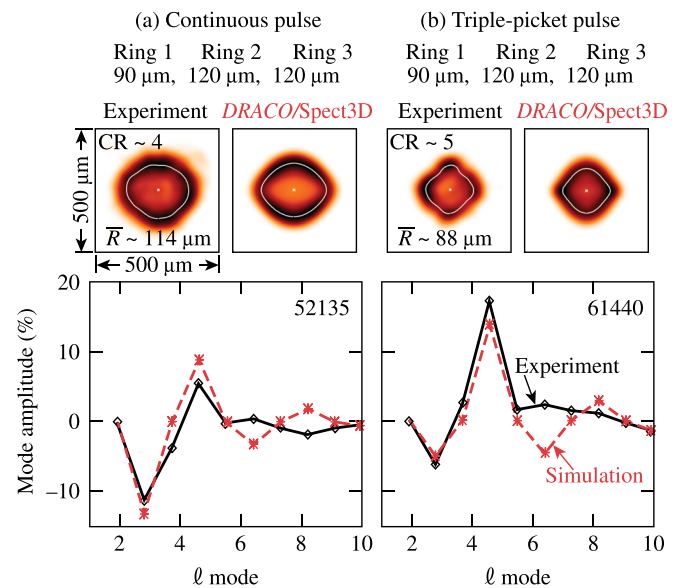 (a) Continuous pulse
Ring 1 Ring 2 Ring 3
90 µm, 120 µm, 120 µm
Experiment DRACO/Spect3D
CR ~ 4
R̅ ~ 114 µm
500 µm
500 µm
(b) Triple-picket pulse
Ring 1 Ring 2 Ring 3
90 µm, 120 µm, 120 µm
Experiment DRACO/Spect3D
CR ~ 5
R̅ ~ 88 µm
Mode amplitude (%)
20
10
0
−10
52135
2 4 6 8 10
ℓ mode
61440
Experiment
Simulation
2 4 6 8 10
ℓ mode